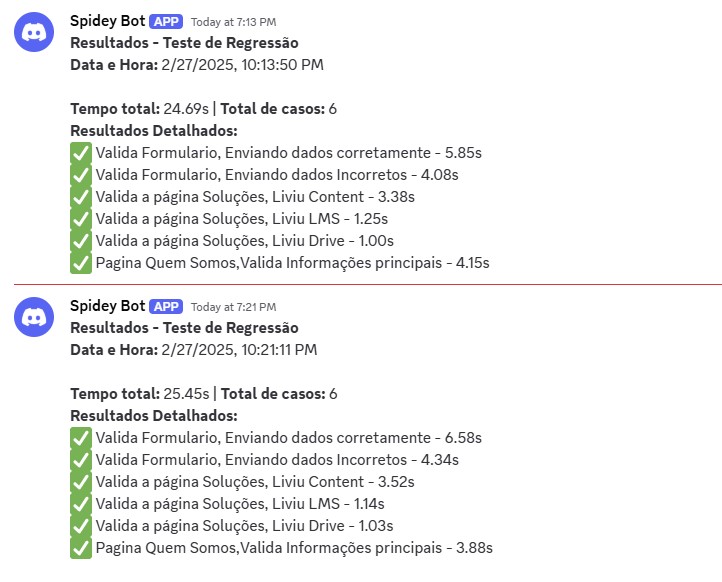 Spidey Bot APP Today at 7:13 PM
Resultados - Teste de Regressão
Data e Hora: 2/27/2025, 10:13:50 PM
Tempo total: 24.69s | Total de casos: 6
Resultados Detalhados:
✅ Valida Formulario, Enviando dados corretamente - 5.85s
✅ Valida Formulario, Enviando dados Incorretos - 4.08s
✅ Valida a página Soluções, Liviu Content - 3.38s
✅ Valida a página Soluções, Liviu LMS - 1.25s
✅ Valida a página Soluções, Liviu Drive - 1.00s
✅ Pagina Quem Somos,Valida Informações principais - 4.15s
Spidey Bot APP Today at 7:21 PM
Resultados - Teste de Regressão
Data e Hora: 2/27/2025, 10:21:11 PM
Tempo total: 25.45s | Total de casos: 6
Resultados Detalhados:
✅ Valida Formulario, Enviando dados corretamente - 6.58s
✅ Valida Formulario, Enviando dados Incorretos - 4.34s
✅ Valida a página Soluções, Liviu Content - 3.52s
✅ Valida a página Soluções, Liviu LMS - 1.14s
✅ Valida a página Soluções, Liviu Drive - 1.03s
✅ Pagina Quem Somos,Valida Informações principais - 3.88s